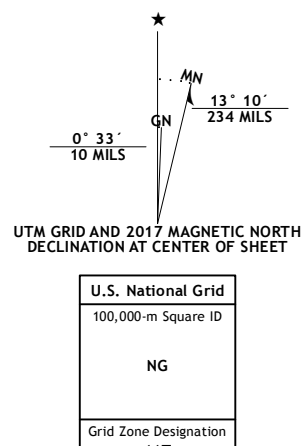 ★
MN
GN
13° 10´
234 MILS
0° 33´
10 MILS
UTM GRID AND 2017 MAGNETIC NORTH
DECLINATION AT CENTER OF SHEET
U.S. National Grid
100,000-m Square ID
NG
Grid Zone Designation